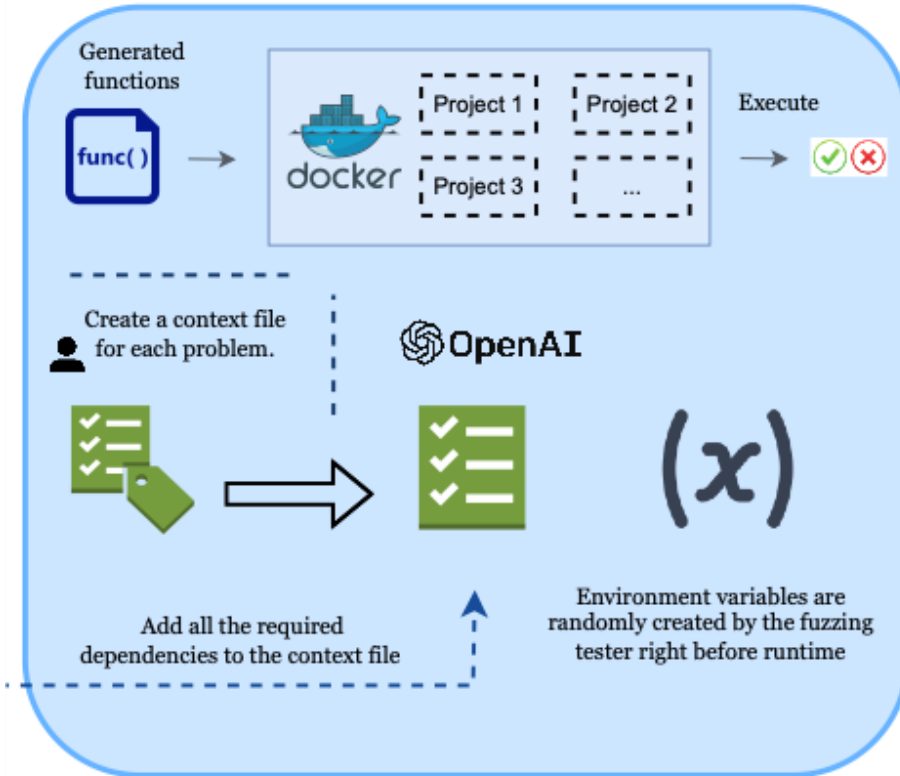 Generated
functions
func( )
docker
Project 1
Project 2
Project 3
...
Execute
Create a context file
for each problem.
OpenAI
(x)
Add all the required
dependencies to the context file
Environment variables are
randomly created by the fuzzing
tester right before runtime